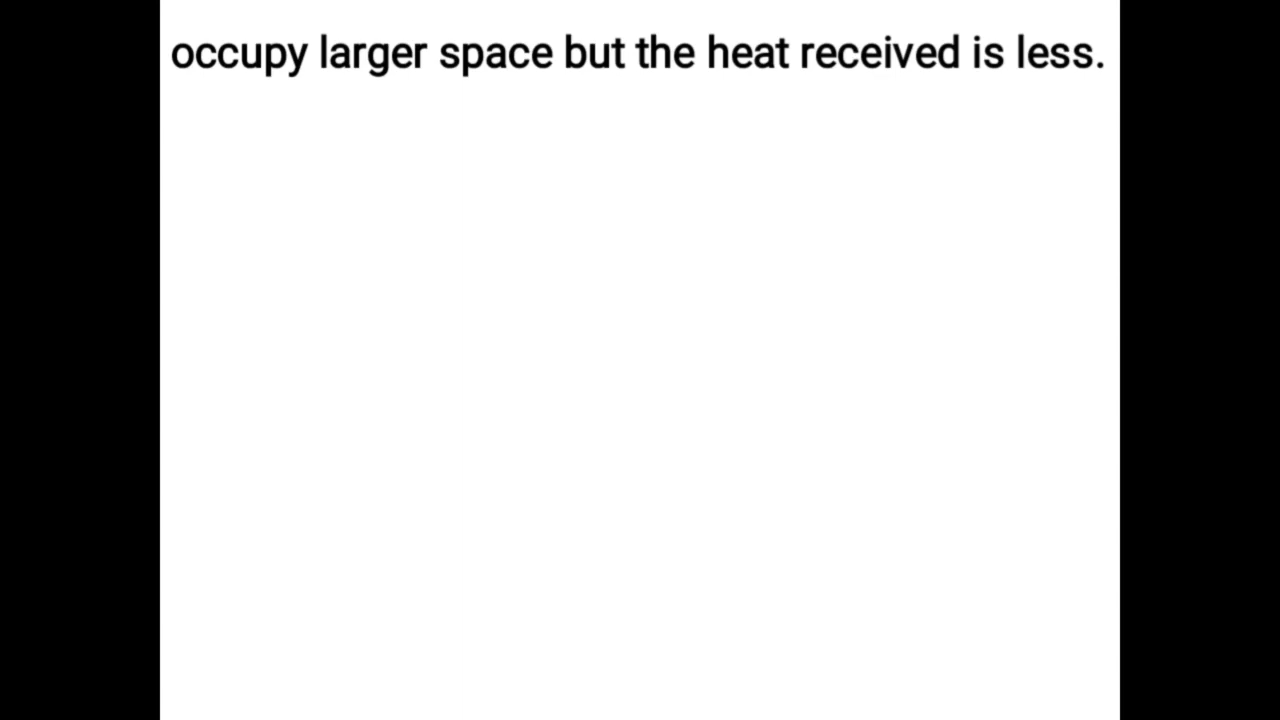 occupy larger space but the heat received is less.